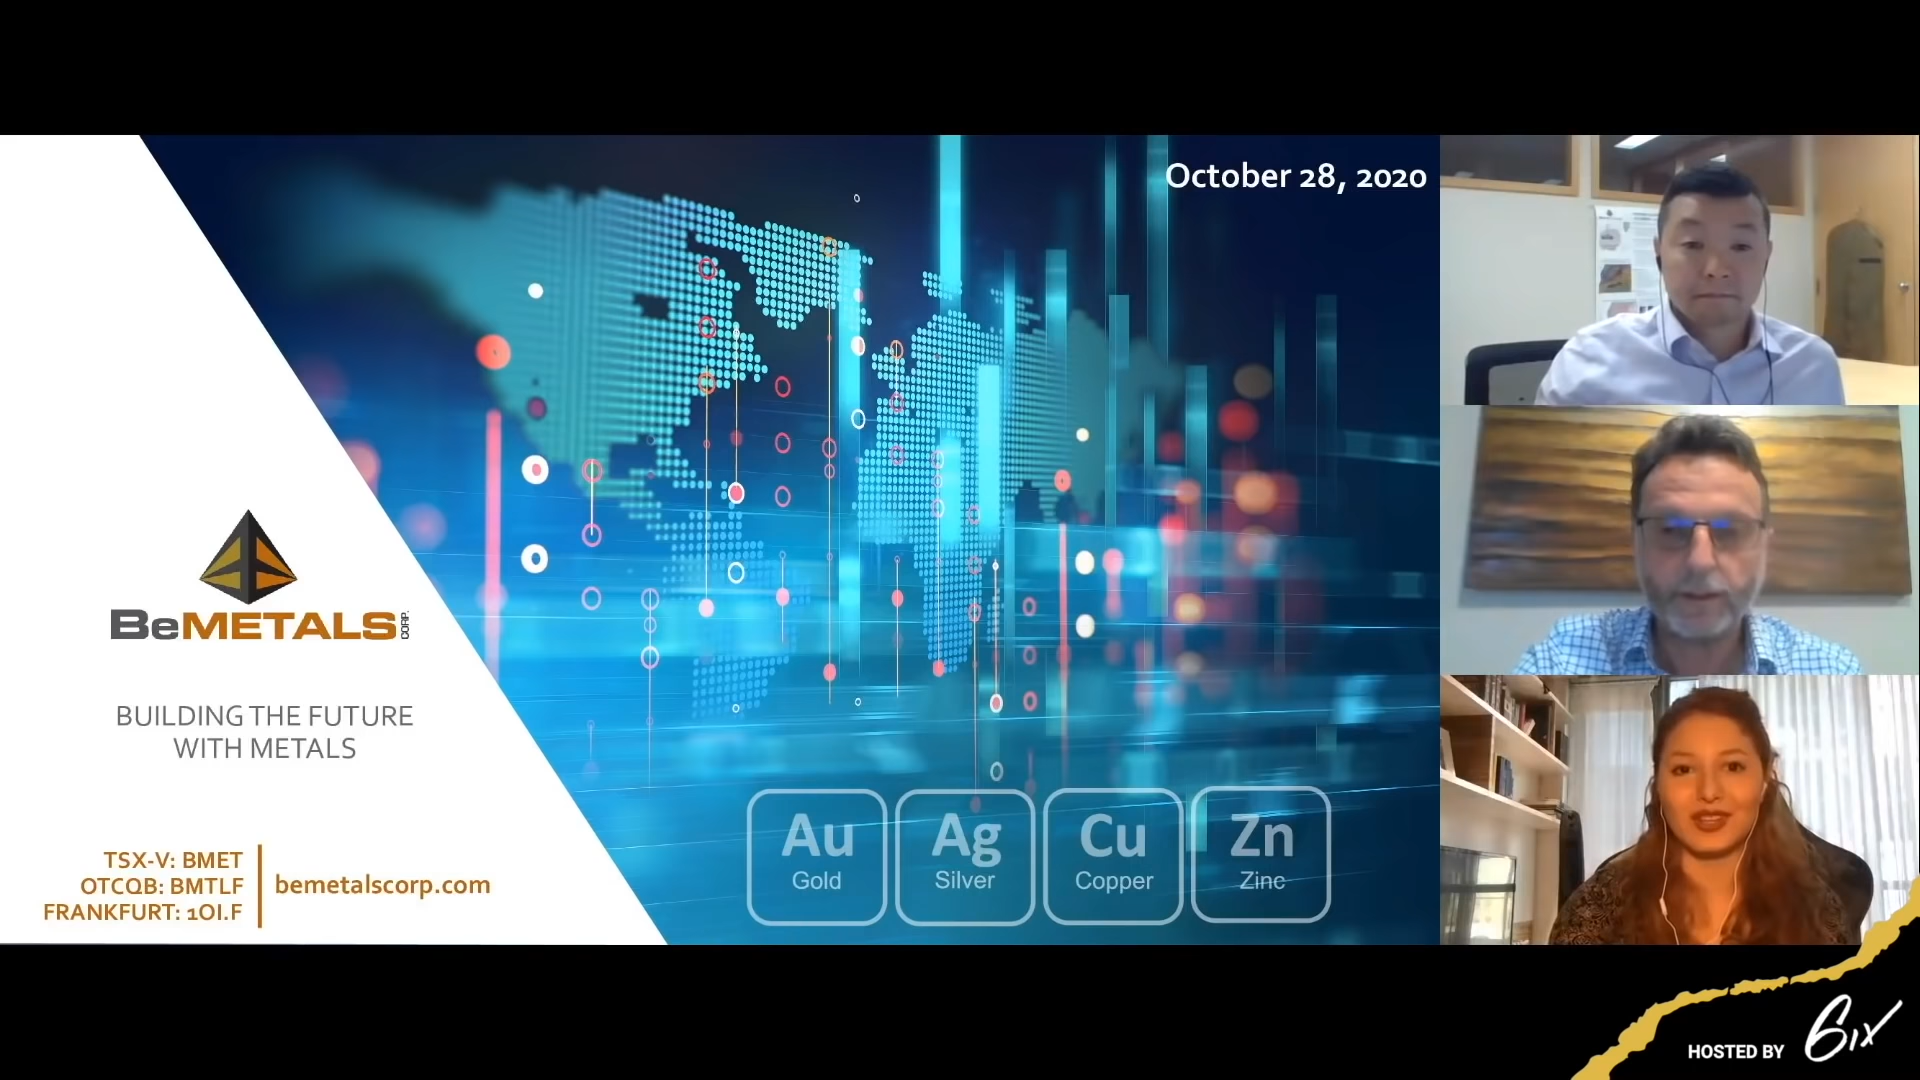 October 28, 2020
BeMETALS CORP.
BUILDING THE FUTURE
WITH METALS
TSX-V: BMET
OTCQB: BMTLF
FRANKFURT: 1OI.F
bemetalscorp.com
Au
Gold
Ag
Silver
Cu
Copper
Zn
Zinc
HOSTED BY 6ix